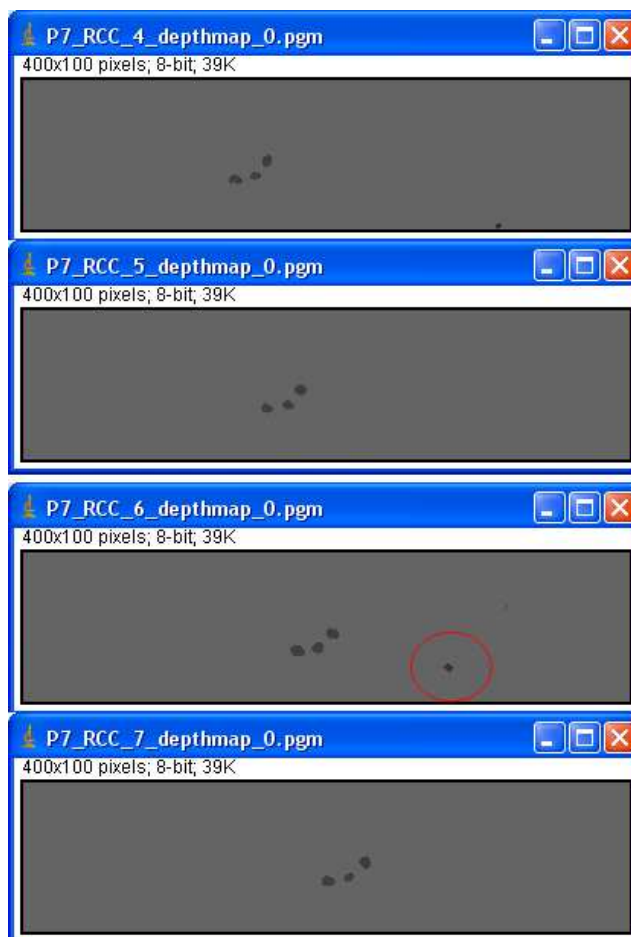 P7_RCC_4_depthmap_0.pgm
400x100 pixels; 8-bit; 39K
P7_RCC_5_depthmap_0.pgm
400x100 pixels; 8-bit; 39K
P7_RCC_6_depthmap_0.pgm
400x100 pixels; 8-bit; 39K
P7_RCC_7_depthmap_0.pgm
400x100 pixels; 8-bit; 39K